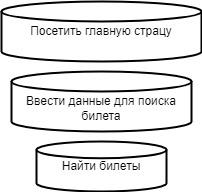 Посетить главную страцу
Ввести данные для поиска
билета
Найти билеты